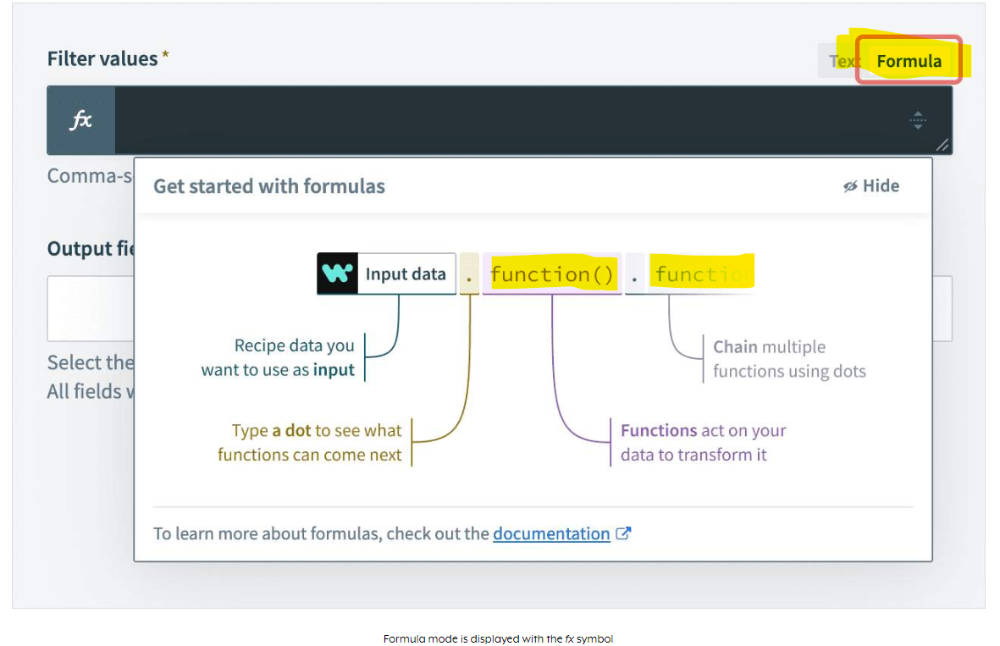 Filter values *
Text Formula
fx
Comma-s
Get started with formulas
Hide
Output fie
Input data . function() . function
Recipe data you
want to use as input
Chain multiple
functions using dots
Select the
All fields w
Type a dot to see what
functions can come next
Functions act on your
data to transform it
To learn more about formulas, check out the documentation
Formula mode is displayed with the fx symbol